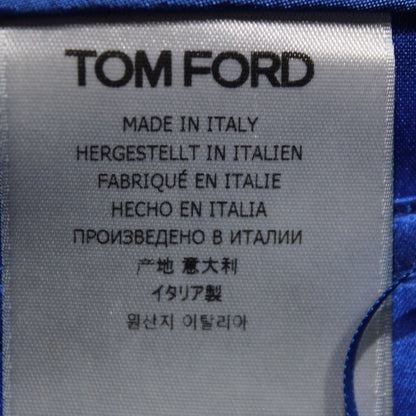 TOM FORD
MADE IN ITALY
HERGESTELLT IN ITALIEN
FABRIQUÉ EN ITALIE
HECHO EN ITALIA
ПРОИЗВЕДЕНО В ИТАЛИИ
产地 意大利
イタリア製
원산지 이탈리아